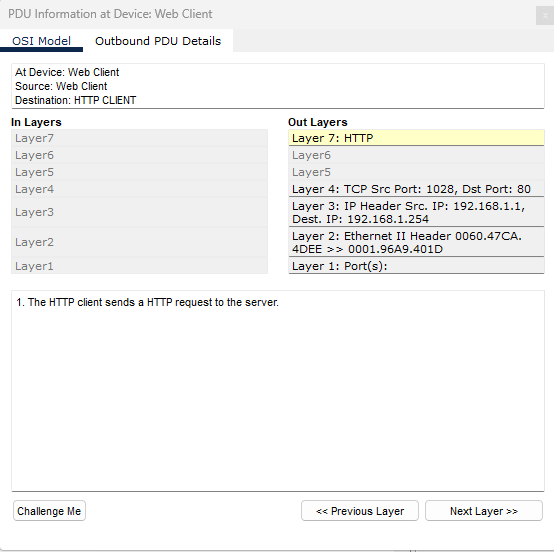 PDU Information at Device: Web Client
OSI Model
Outbound PDU Details
At Device: Web Client
Source: Web Client
Destination: HTTP CLIENT
In Layers
Layer7
Layer6
Layer5
Layer4
Layer3
Layer2
Layer1
Out Layers
Layer 7: HTTP
Layer6
Layer5
Layer 4: TCP Src Port: 1028, Dst Port: 80
Layer 3: IP Header Src. IP: 192.168.1.1,
Dest. IP: 192.168.1.254
Layer 2: Ethernet II Header 0060.47CA.
4DEE >> 0001.96A9.401D
Layer 1: Port(s):
1. The HTTP client sends a HTTP request to the server.
Challenge Me
<< Previous Layer
Next Layer >>